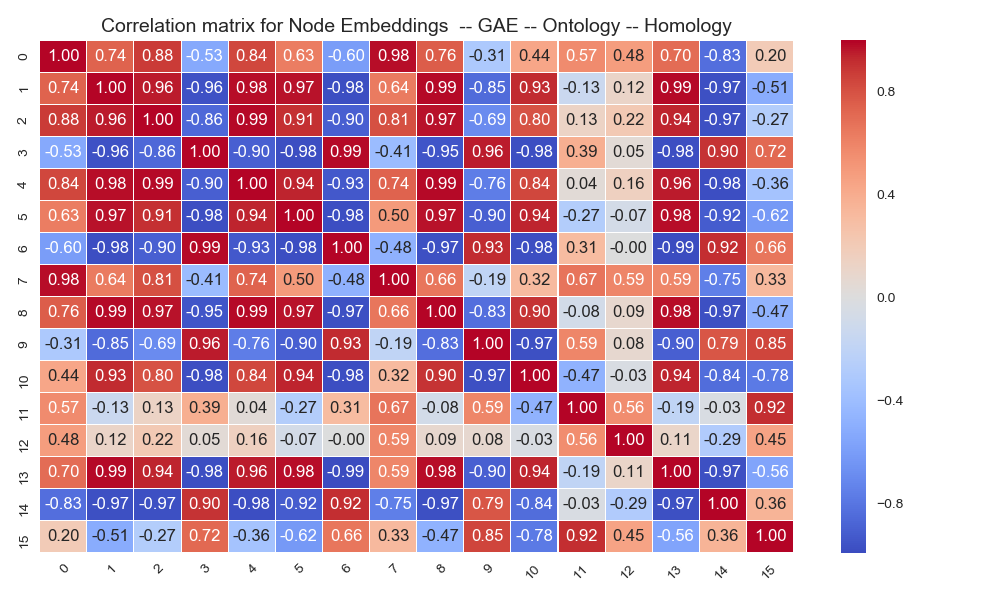 Correlation matrix for Node Embeddings -- GAE -- Ontology -- Homology
0 1.00 0.74 0.88 -0.53 0.84 0.63 -0.60 0.98 0.76 -0.31 0.44 0.57 0.48 0.70 -0.83 0.20
1 0.74 1.00 0.96 -0.96 0.98 0.97 -0.98 0.64 0.99 -0.85 0.93 -0.13 0.12 0.99 -0.97 -0.51
2 0.88 0.96 1.00 -0.86 0.99 0.91 -0.90 0.81 0.97 -0.69 0.80 0.13 0.22 0.94 -0.97 -0.27
3 -0.53 -0.96 -0.86 1.00 -0.90 -0.98 0.99 -0.41 -0.95 0.96 -0.98 0.39 0.05 -0.98 0.90 0.72
4 0.84 0.98 0.99 -0.90 1.00 0.94 -0.93 0.74 0.99 -0.76 0.84 0.04 0.16 0.96 -0.98 -0.36
5 0.63 0.97 0.91 -0.98 0.94 1.00 -0.98 0.50 0.97 -0.90 0.94 -0.27 -0.07 0.98 -0.92 -0.62
6 -0.60 -0.98 -0.90 0.99 -0.93 -0.98 1.00 -0.48 -0.97 0.93 -0.98 0.31 -0.00 -0.99 0.92 0.66
7 0.98 0.64 0.81 -0.41 0.74 0.50 -0.48 1.00 0.66 -0.19 0.32 0.67 0.59 0.59 -0.75 0.33
8 0.76 0.99 0.97 -0.95 0.99 0.97 -0.97 0.66 1.00 -0.83 0.90 -0.08 0.09 0.98 -0.97 -0.47
9 -0.31 -0.85 -0.69 0.96 -0.76 -0.90 0.93 -0.19 -0.83 1.00 -0.97 0.59 0.08 -0.90 0.79 0.85
10 0.44 0.93 0.80 -0.98 0.84 0.94 -0.98 0.32 0.90 -0.97 1.00 -0.47 -0.03 0.94 -0.84 -0.78
11 0.57 -0.13 0.13 0.39 0.04 -0.27 0.31 0.67 -0.08 0.59 -0.47 1.00 0.56 -0.19 -0.03 0.92
12 0.48 0.12 0.22 0.05 0.16 -0.07 -0.00 0.59 0.09 0.08 -0.03 0.56 1.00 0.11 -0.29 0.45
13 0.70 0.99 0.94 -0.98 0.96 0.98 -0.99 0.59 0.98 -0.90 0.94 -0.19 0.11 1.00 -0.97 -0.56
14 -0.83 -0.97 -0.97 0.90 -0.98 -0.92 0.92 -0.75 -0.97 0.79 -0.84 -0.03 -0.29 -0.97 1.00 0.36
15 0.20 -0.51 -0.27 0.72 -0.36 -0.62 0.66 0.33 -0.47 0.85 -0.78 0.92 0.45 -0.56 0.36 1.00
0 1 2 3 4 5 6 7 8 9 10 11 12 13 14 15
0.8
0.4
0.0
-0.4
-0.8